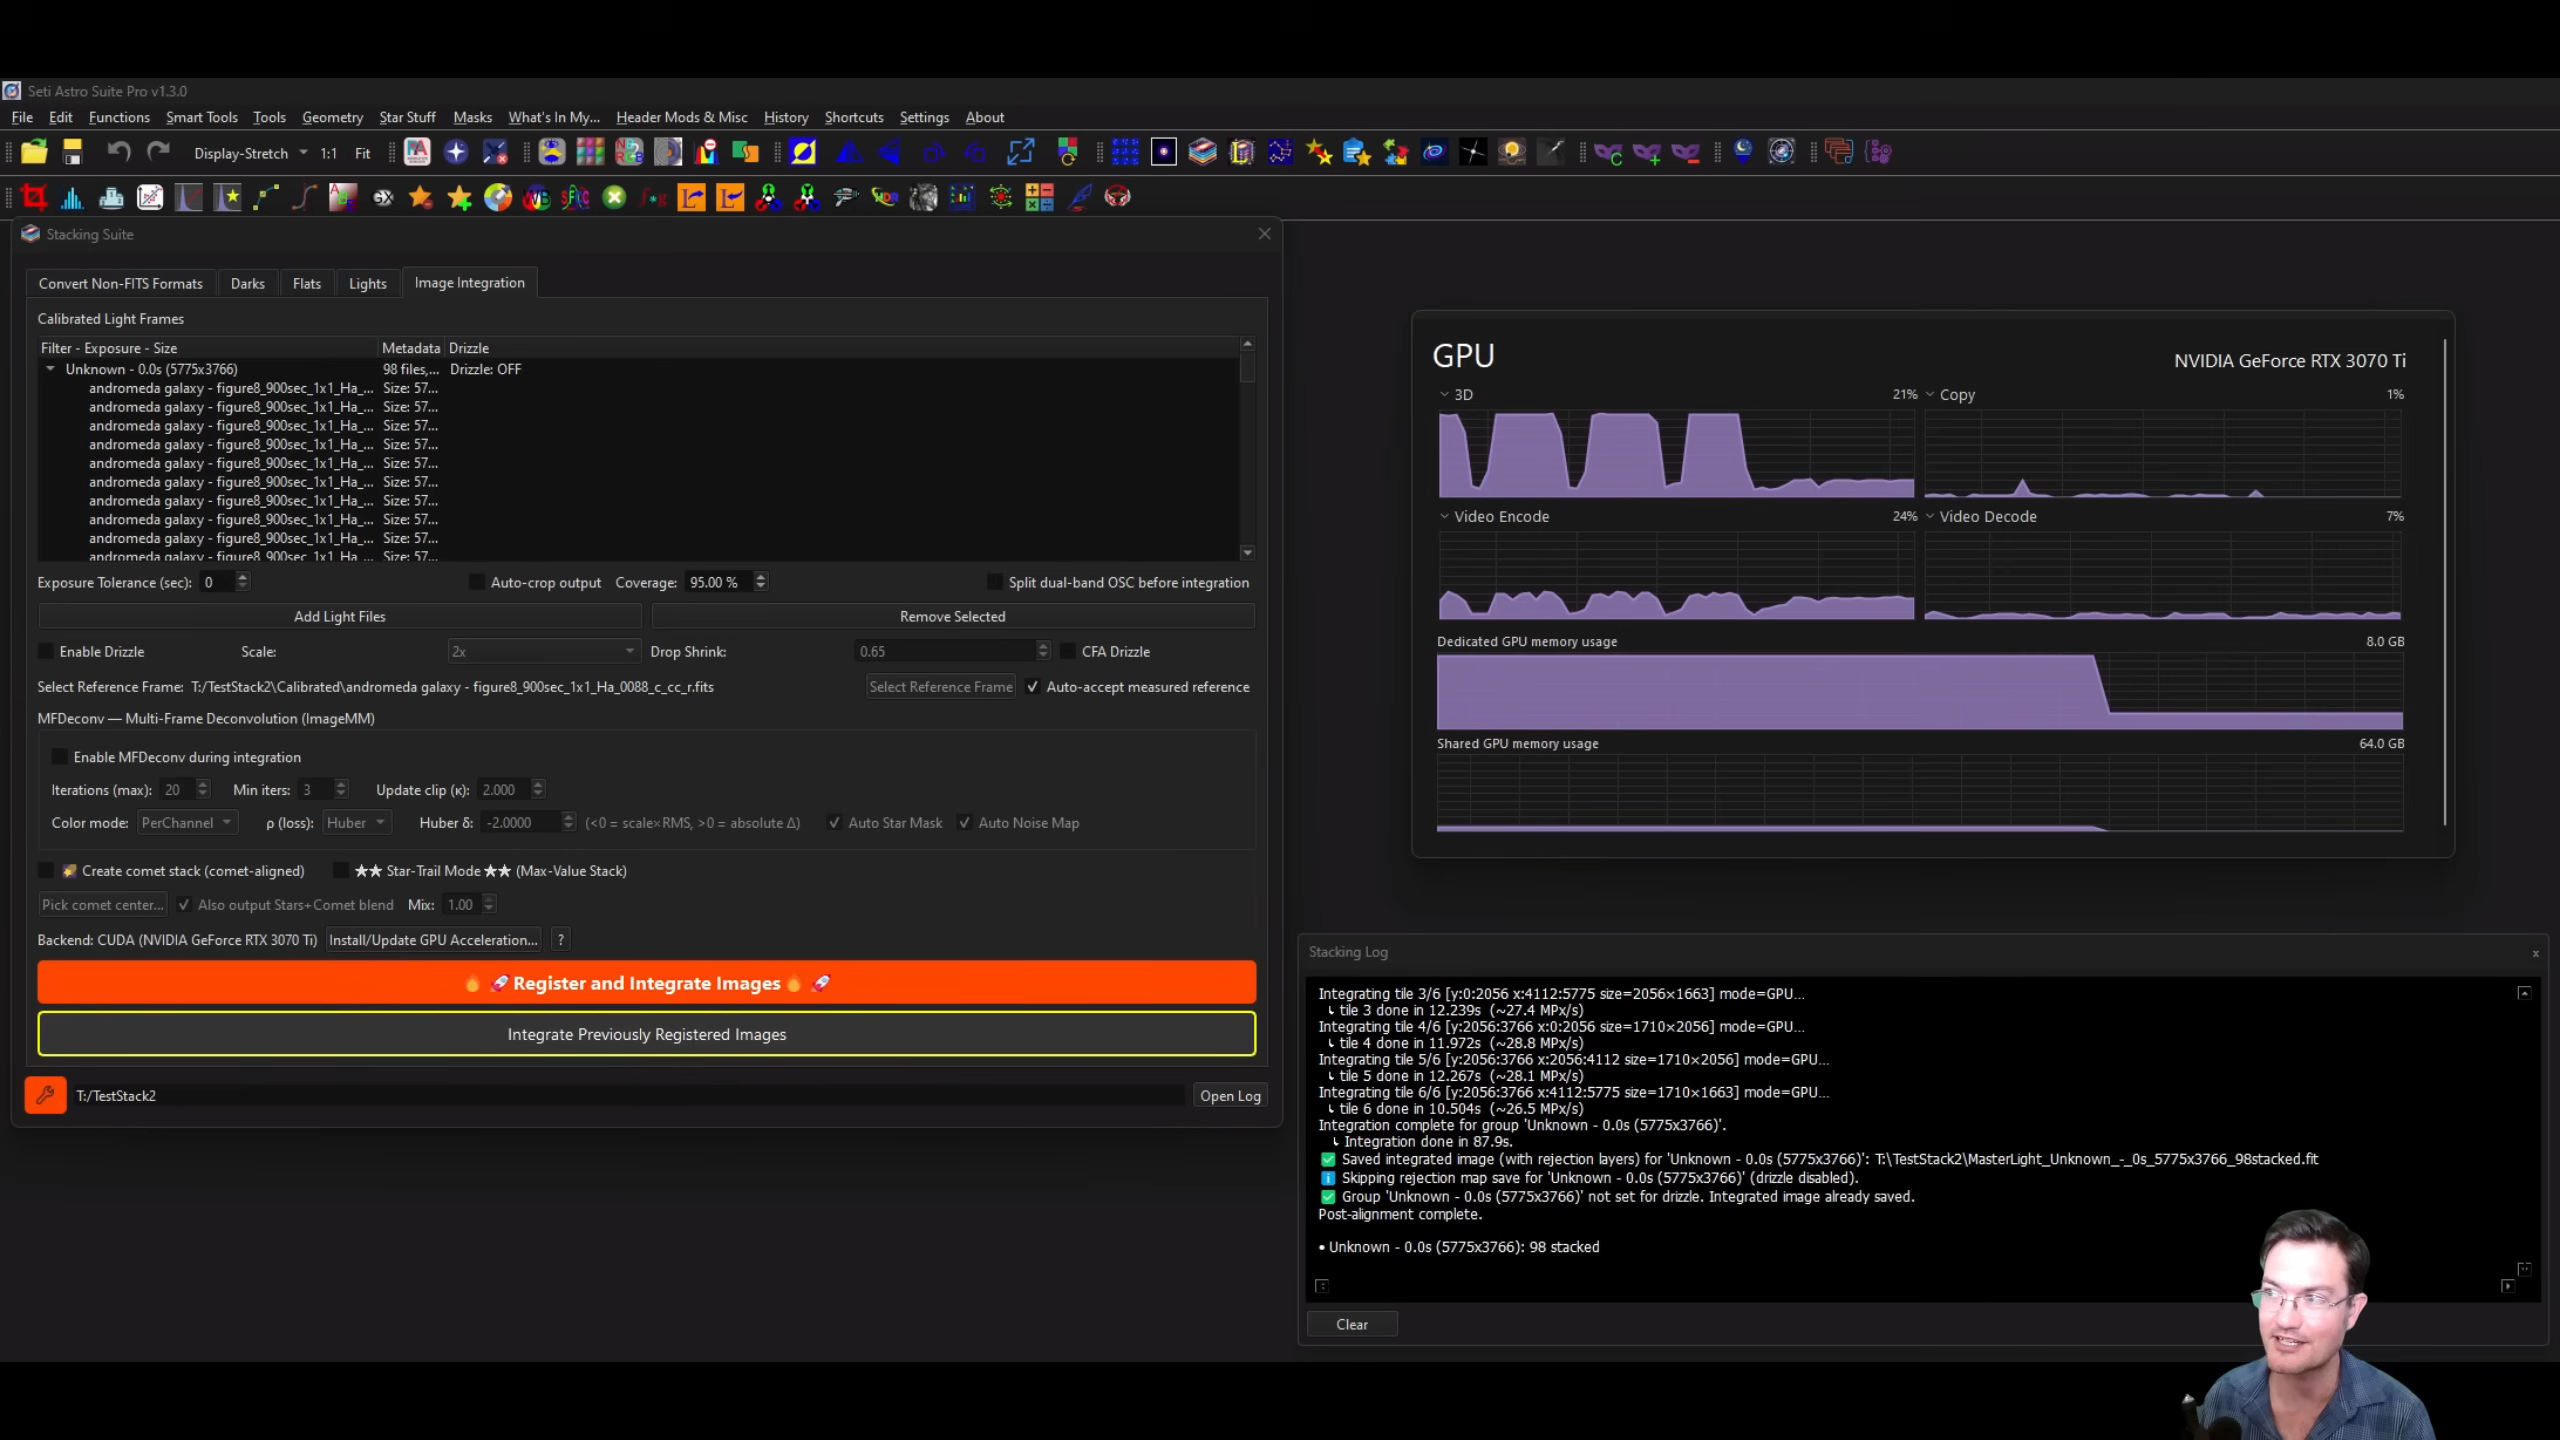 Seti Astro Suite Pro v1.3.0
File Edit Functions Smart Tools Tools Geometry Star Stuff Masks What's In My... Header Mods & Misc History Shortcuts Settings About
Display-Stretch 1:1 Fit
Stacking Suite
Convert Non-FITS Formats Darks Flats Lights Image Integration
Calibrated Light Frames
Filter - Exposure - Size Metadata Drizzle
Unknown - 0.0s (5775x3766) 98 files,... Drizzle: OFF
andromeda galaxy - figure8_900sec_1x1_Ha_... Size: 57...
andromeda galaxy - figure8_900sec_1x1_Ha_... Size: 57...
andromeda galaxy - figure8_900sec_1x1_Ha_... Size: 57...
andromeda galaxy - figure8_900sec_1x1_Ha_... Size: 57...
andromeda galaxy - figure8_900sec_1x1_Ha_... Size: 57...
andromeda galaxy - figure8_900sec_1x1_Ha_... Size: 57...
andromeda galaxy - figure8_900sec_1x1_Ha_... Size: 57...
andromeda galaxy - figure8_900sec_1x1_Ha_... Size: 57...
andromeda galaxy - figure8_900sec_1x1_Ha_... Size: 57...
andromeda galaxy - figure8_900sec_1x1_Ha_... Size: 57...
Exposure Tolerance (sec): 0 Auto-crop output Coverage: 95.00 % Split dual-band OSC before integration
Add Light Files Remove Selected
Enable Drizzle Scale: 2x Drop Shrink: 0.65 CFA Drizzle
Select Reference Frame: T:/TestStack2\Calibrated\andromeda galaxy - figure8_900sec_1x1_Ha_0088_c_cc_r.fits Select Reference Frame Auto-accept measured reference
MFDeconv — Multi-Frame Deconvolution (ImageMM)
Enable MFDeconv during integration
Iterations (max): 20 Min iters: 3 Update clip (κ): 2.000
Color mode: PerChannel ρ (loss): Huber Huber δ: -2.0000 (<0 = scale×RMS, >0 = absolute Δ) Auto Star Mask Auto Noise Map
Create comet stack (comet-aligned) ★★ Star-Trail Mode ★★ (Max-Value Stack)
Pick comet center... Also output Stars+Comet blend Mix: 1.00
Backend: CUDA (NVIDIA GeForce RTX 3070 Ti) Install/Update GPU Acceleration... ?
Register and Integrate Images
Integrate Previously Registered Images
T:/TestStack2 Open Log
GPU NVIDIA GeForce RTX 3070 Ti
3D 21% Copy 1%
Video Encode 24% Video Decode 7%
Dedicated GPU memory usage 8.0 GB
Shared GPU memory usage 64.0 GB
Stacking Log
Integrating tile 3/6 [y:0:2056 x:4112:5775 size=2056×1663] mode=GPU...
↳ tile 3 done in 12.239s (~27.4 MPx/s)
Integrating tile 4/6 [y:2056:3766 x:0:2056 size=1710×2056] mode=GPU...
↳ tile 4 done in 11.972s (~28.8 MPx/s)
Integrating tile 5/6 [y:2056:3766 x:2056:4112 size=1710×2056] mode=GPU...
↳ tile 5 done in 12.267s (~28.1 MPx/s)
Integrating tile 6/6 [y:2056:3766 x:4112:5775 size=1710×1663] mode=GPU...
↳ tile 6 done in 10.504s (~26.5 MPx/s)
Integration complete for group 'Unknown - 0.0s (5775x3766)'.
↳ Integration done in 87.9s.
Saved integrated image (with rejection layers) for 'Unknown - 0.0s (5775x3766)': T:\TestStack2\MasterLight_Unknown_-_0s_5775x3766_98stacked.fit
Skipping rejection map save for 'Unknown - 0.0s (5775x3766)' (drizzle disabled).
Group 'Unknown - 0.0s (5775x3766)' not set for drizzle. Integrated image already saved.
Post-alignment complete.
• Unknown - 0.0s (5775x3766): 98 stacked
Clear